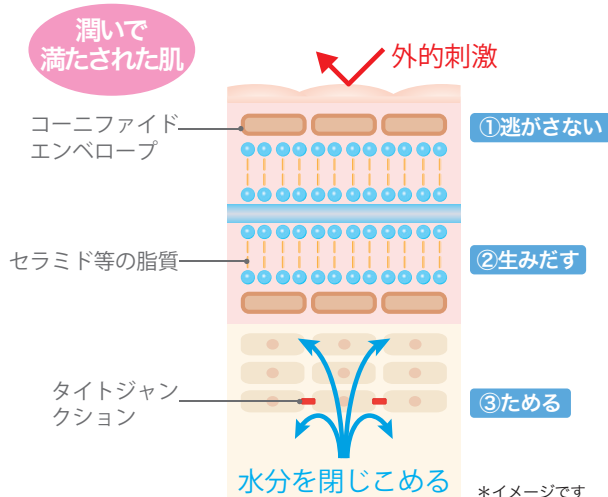 潤いで
満たされた肌
外的刺激
コーニファイド
エンベロープ
①逃がさない
セラミド等の脂質
②生みだす
タイトジャン
クション
③ためる
水分を閉じこめる
＊イメージです